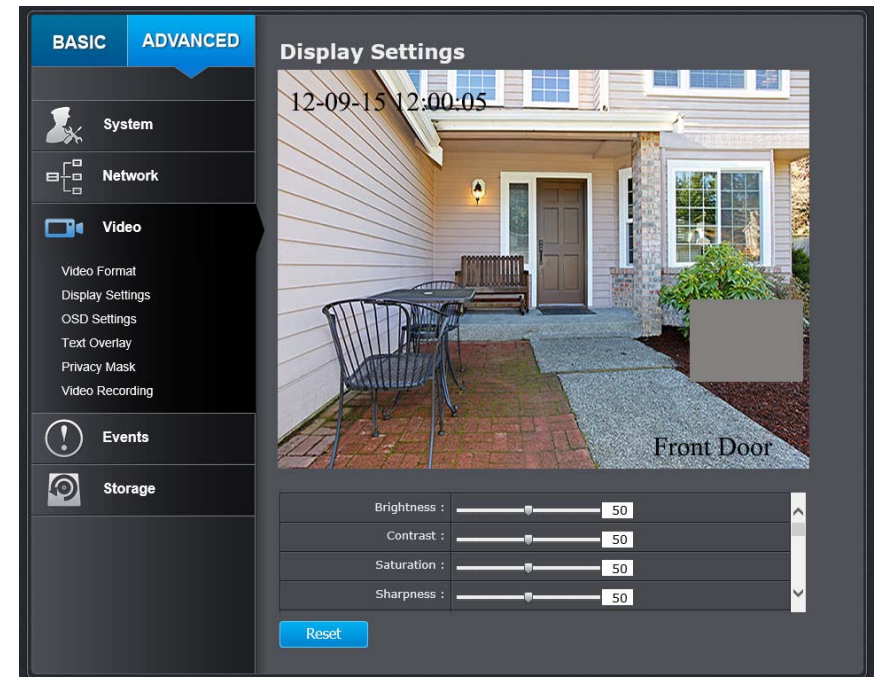 BASIC
ADVANCED
System
Network
Video
Video Format
Display Settings
OSD Settings
Text Overlay
Privacy Mask
Video Recording
Events
Storage
Display Settings
12-09-15 12:00:05
Front Door
Brightness : 50
Contrast : 50
Saturation : 50
Sharpness : 50
Reset